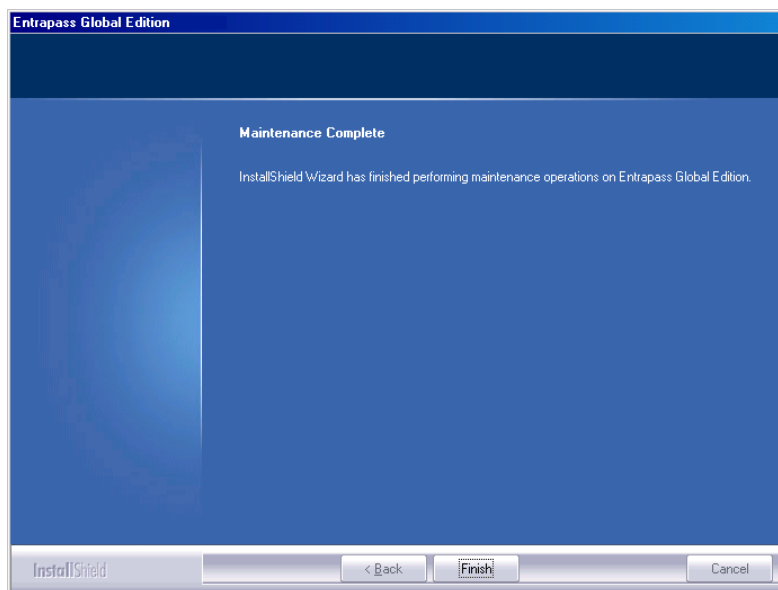 Entrapass Global Edition
Maintenance Complete
InstallShield Wizard has finished performing maintenance operations on Entrapass Global Edition.
InstallShield
< Back
Finish
Cancel